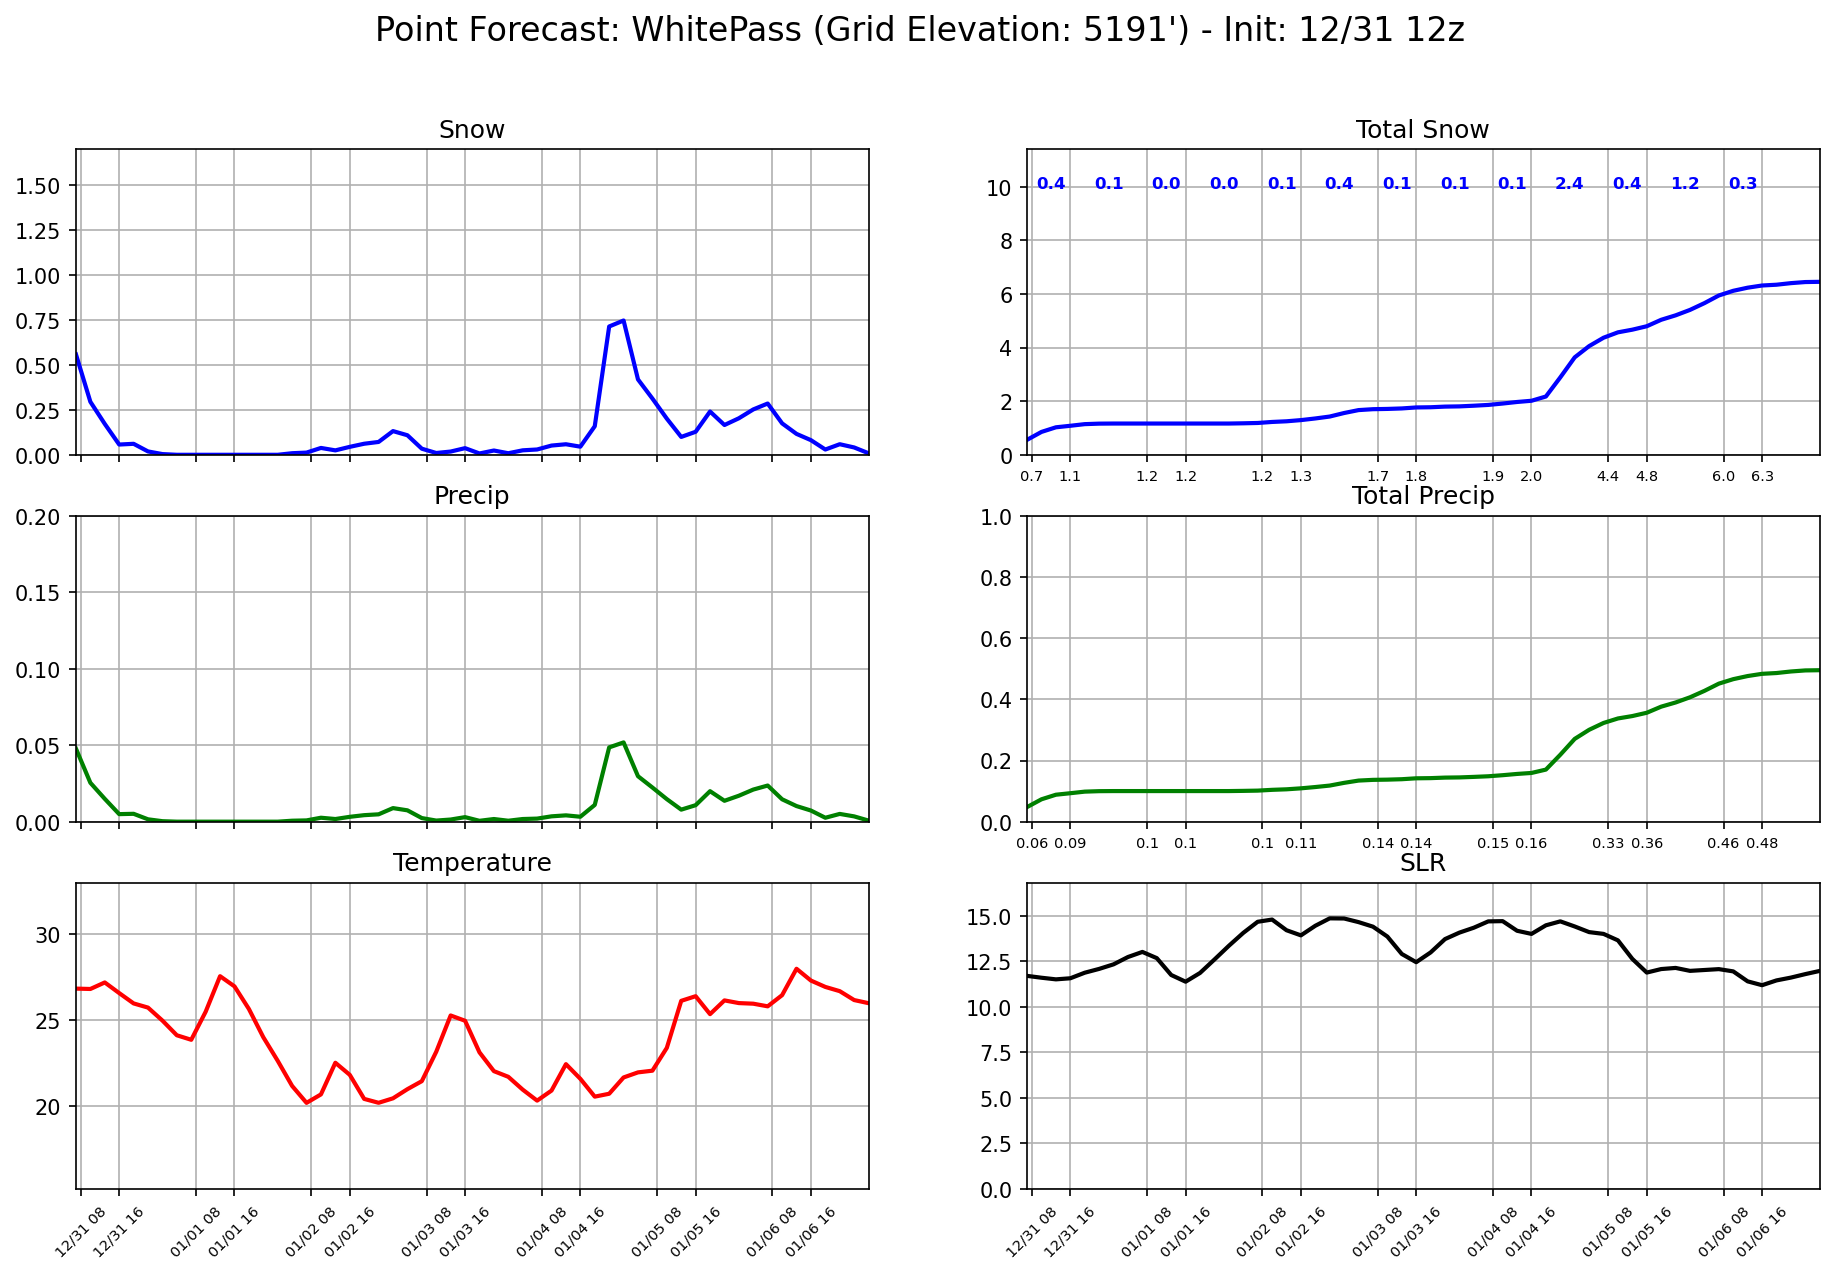 Point Forecast: WhitePass (Grid Elevation: 5191') - Init: 12/31 12z
Snow
1.50
1.25
1.00
0.75
0.50
0.25
0.00
Total Snow
0.4 0.1 0.0 0.0 0.1 0.4 0.1 0.1 0.1 2.4 0.4 1.2 0.3
10
8
6
4
2
0
0.7 1.1 1.2 1.2 1.2 1.3 1.7 1.8 1.9 2.0 4.4 4.8 6.0 6.3
Precip
0.20
0.15
0.10
0.05
0.00
Total Precip
1.0
0.8
0.6
0.4
0.2
0.0
0.06 0.09 0.1 0.1 0.1 0.11 0.14 0.14 0.15 0.16 0.33 0.36 0.46 0.48
Temperature
30
25
20
12/31 08 12/31 16 01/01 08 01/01 16 01/02 08 01/02 16 01/03 08 01/03 16 01/04 08 01/04 16 01/05 08 01/05 16 01/06 08 01/06 16
SLR
15.0
12.5
10.0
7.5
5.0
2.5
0.0
12/31 08 12/31 16 01/01 08 01/01 16 01/02 08 01/02 16 01/03 08 01/03 16 01/04 08 01/04 16 01/05 08 01/05 16 01/06 08 01/06 16